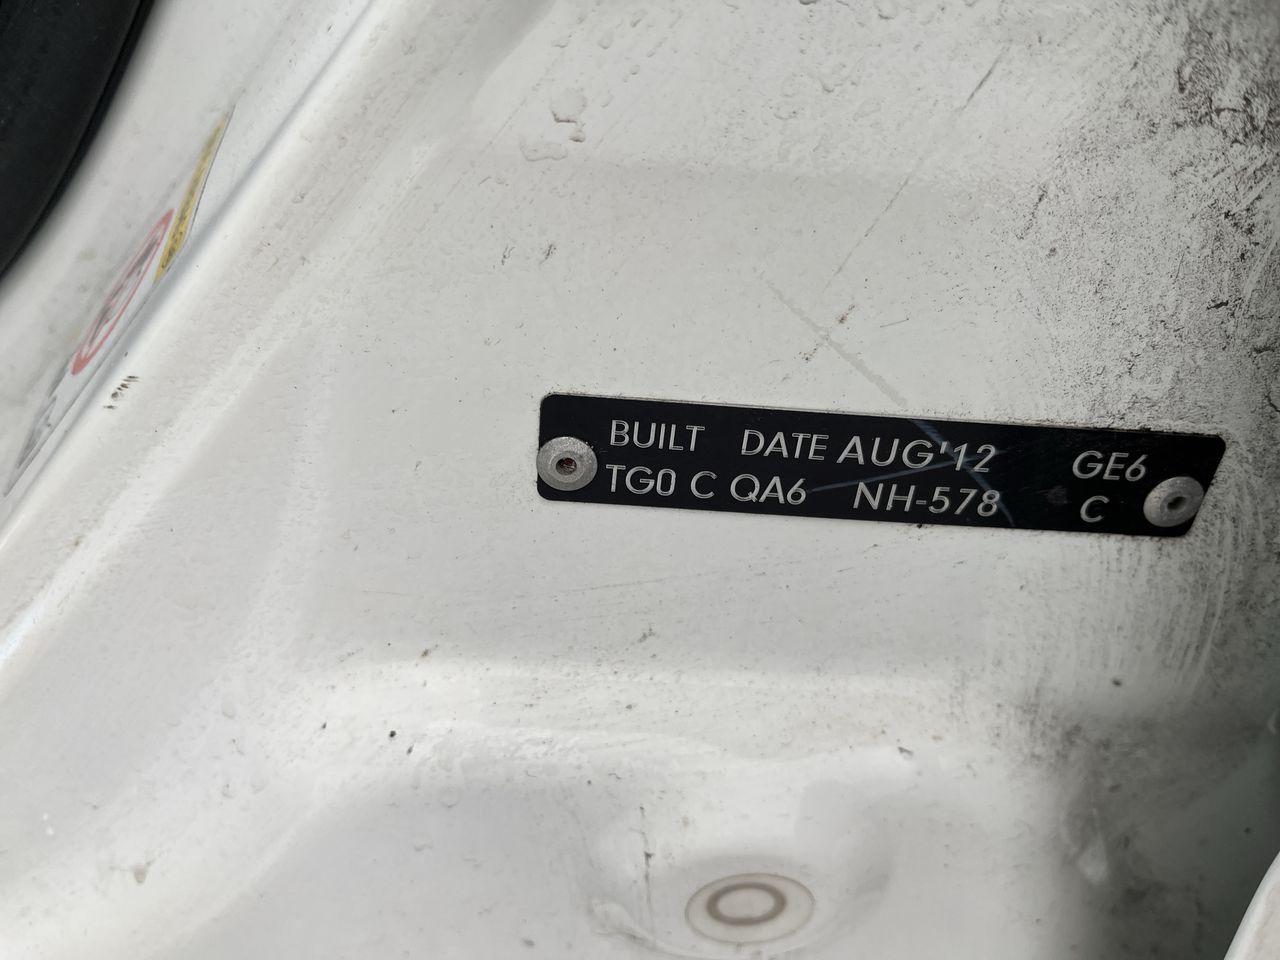 BUILT DATE AUG'12 GE6
TG0 C QA6 NH-578 C